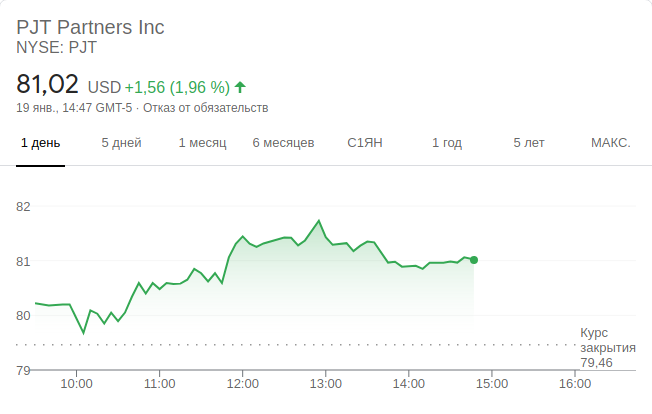 PJT Partners Inc
NYSE: PJT
81,02 USD +1,56 (1,96 %)
19 янв., 14:47 GMT-5 · Отказ от обязательств
1 день 5 дней 1 месяц 6 месяцев С1ЯН 1 год 5 лет МАКС.
82
81
80
Курс
закрытия
79,46
79
10:00 11:00 12:00 13:00 14:00 15:00 16:00